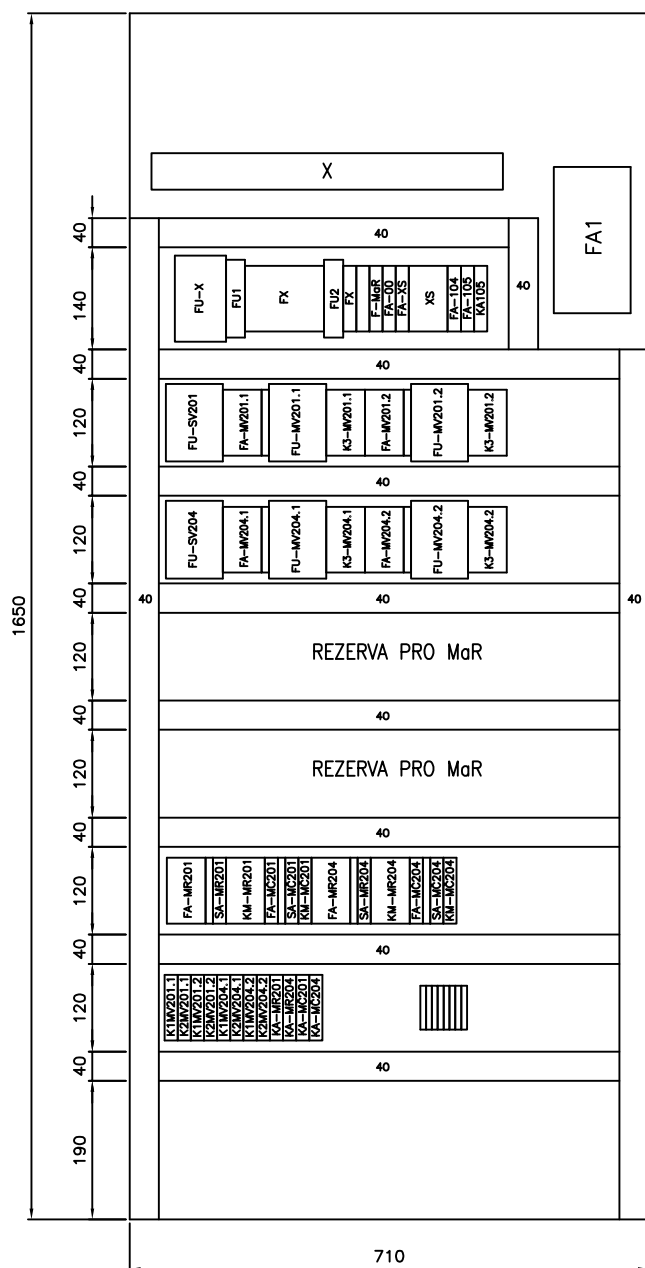 X
FA1
40
40
FU-X
FU1
FX
FU2
FX
F-MaR
FA-00
FA-XS
XS
FA-104
FA-105
KA105
40
140
40
40
FU-SV201
FA-MV201.1
FU-MV201.1
K3-MV201.1
FA-MV201.2
FU-MV201.2
K3-MV201.2
120
40
40
FU-SV204
FA-MV204.1
FU-MV204.1
K3-MV204.1
FA-MV204.2
FU-MV204.2
K3-MV204.2
120
1650
40
40
40
40
REZERVA PRO MaR
120
40
40
REZERVA PRO MaR
120
40
40
FA-MR201
SA-MR201
KM-MR201
FA-MC201
SA-MC201
KM-MC201
FA-MR204
SA-MR204
KM-MR204
FA-MC204
SA-MC204
KM-MC204
120
40
40
K1MV201.1
K2MV201.1
K1MV201.2
K2MV201.2
K1MV204.1
K2MV204.1
K1MV204.2
K2MV204.2
KA-MR201
KA-MR204
KA-MC201
KA-MC204
120
40
40
190
710